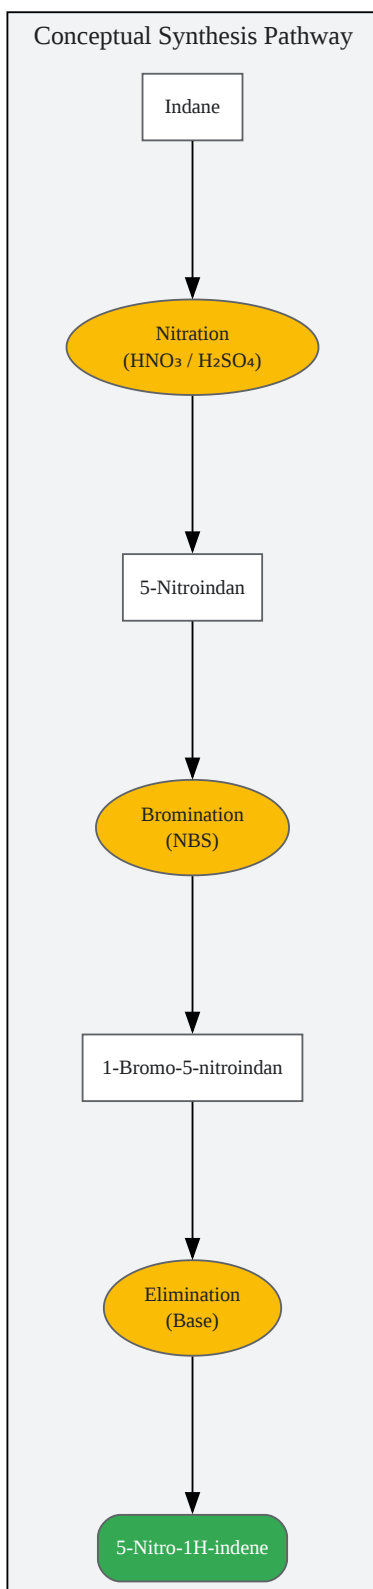 Conceptual Synthesis Pathway
Indane
Nitration
(HNO₃ / H₂SO₄)
5-Nitroindan
Bromination
(NBS)
1-Bromo-5-nitroindan
Elimination
(Base)
5-Nitro-1H-indene